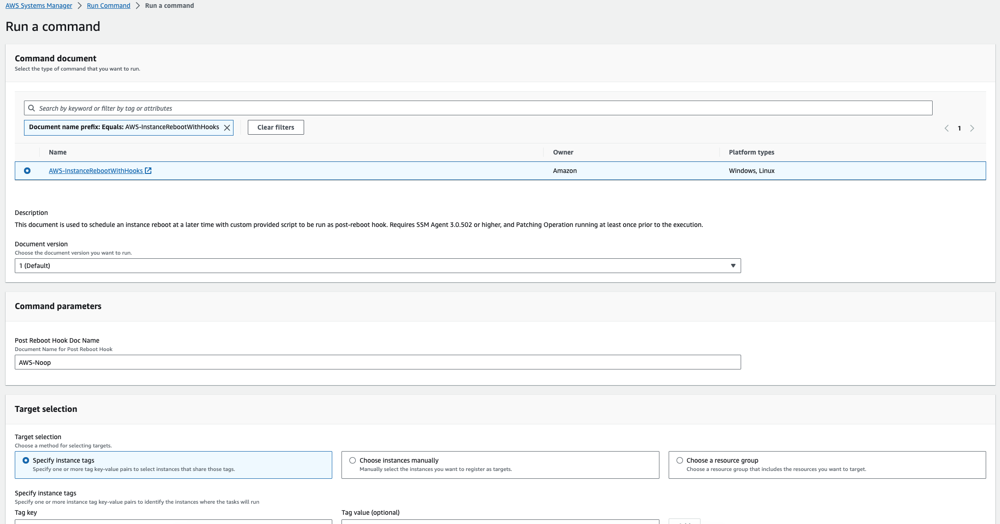 AWS Systems Manager > Run Command > Run a command
Run a command
Command document
Select the type of command that you want to run.
Search by keyword or filter by tag or attributes
Document name prefix: Equals: AWS-InstanceRebootWithHooks
Clear filters
1
Name Owner Platform types
AWS-InstanceRebootWithHooks Amazon Windows, Linux
Description
This document is used to schedule an instance reboot at a later time with custom provided script to be run as post-reboot hook. Requires SSM Agent 3.0.502 or higher, and Patching Operation running at least once prior to the execution.
Document version
Choose the document version you want to run.
1 (Default)
Command parameters
Post Reboot Hook Doc Name
Document Name for Post Reboot Hook
AWS-Noop
Target selection
Target selection
Choose a method for selecting targets.
Specify instance tags
Specify one or more tag key-value pairs to select instances that share those tags.
Choose instances manually
Manually select the instances you want to register as targets.
Choose a resource group
Choose a resource group that includes the resources you want to target.
Specify instance tags
Specify one or more instance tag key-value pairs to identify the instances where the tasks will run
Tag key
Tag value (optional)